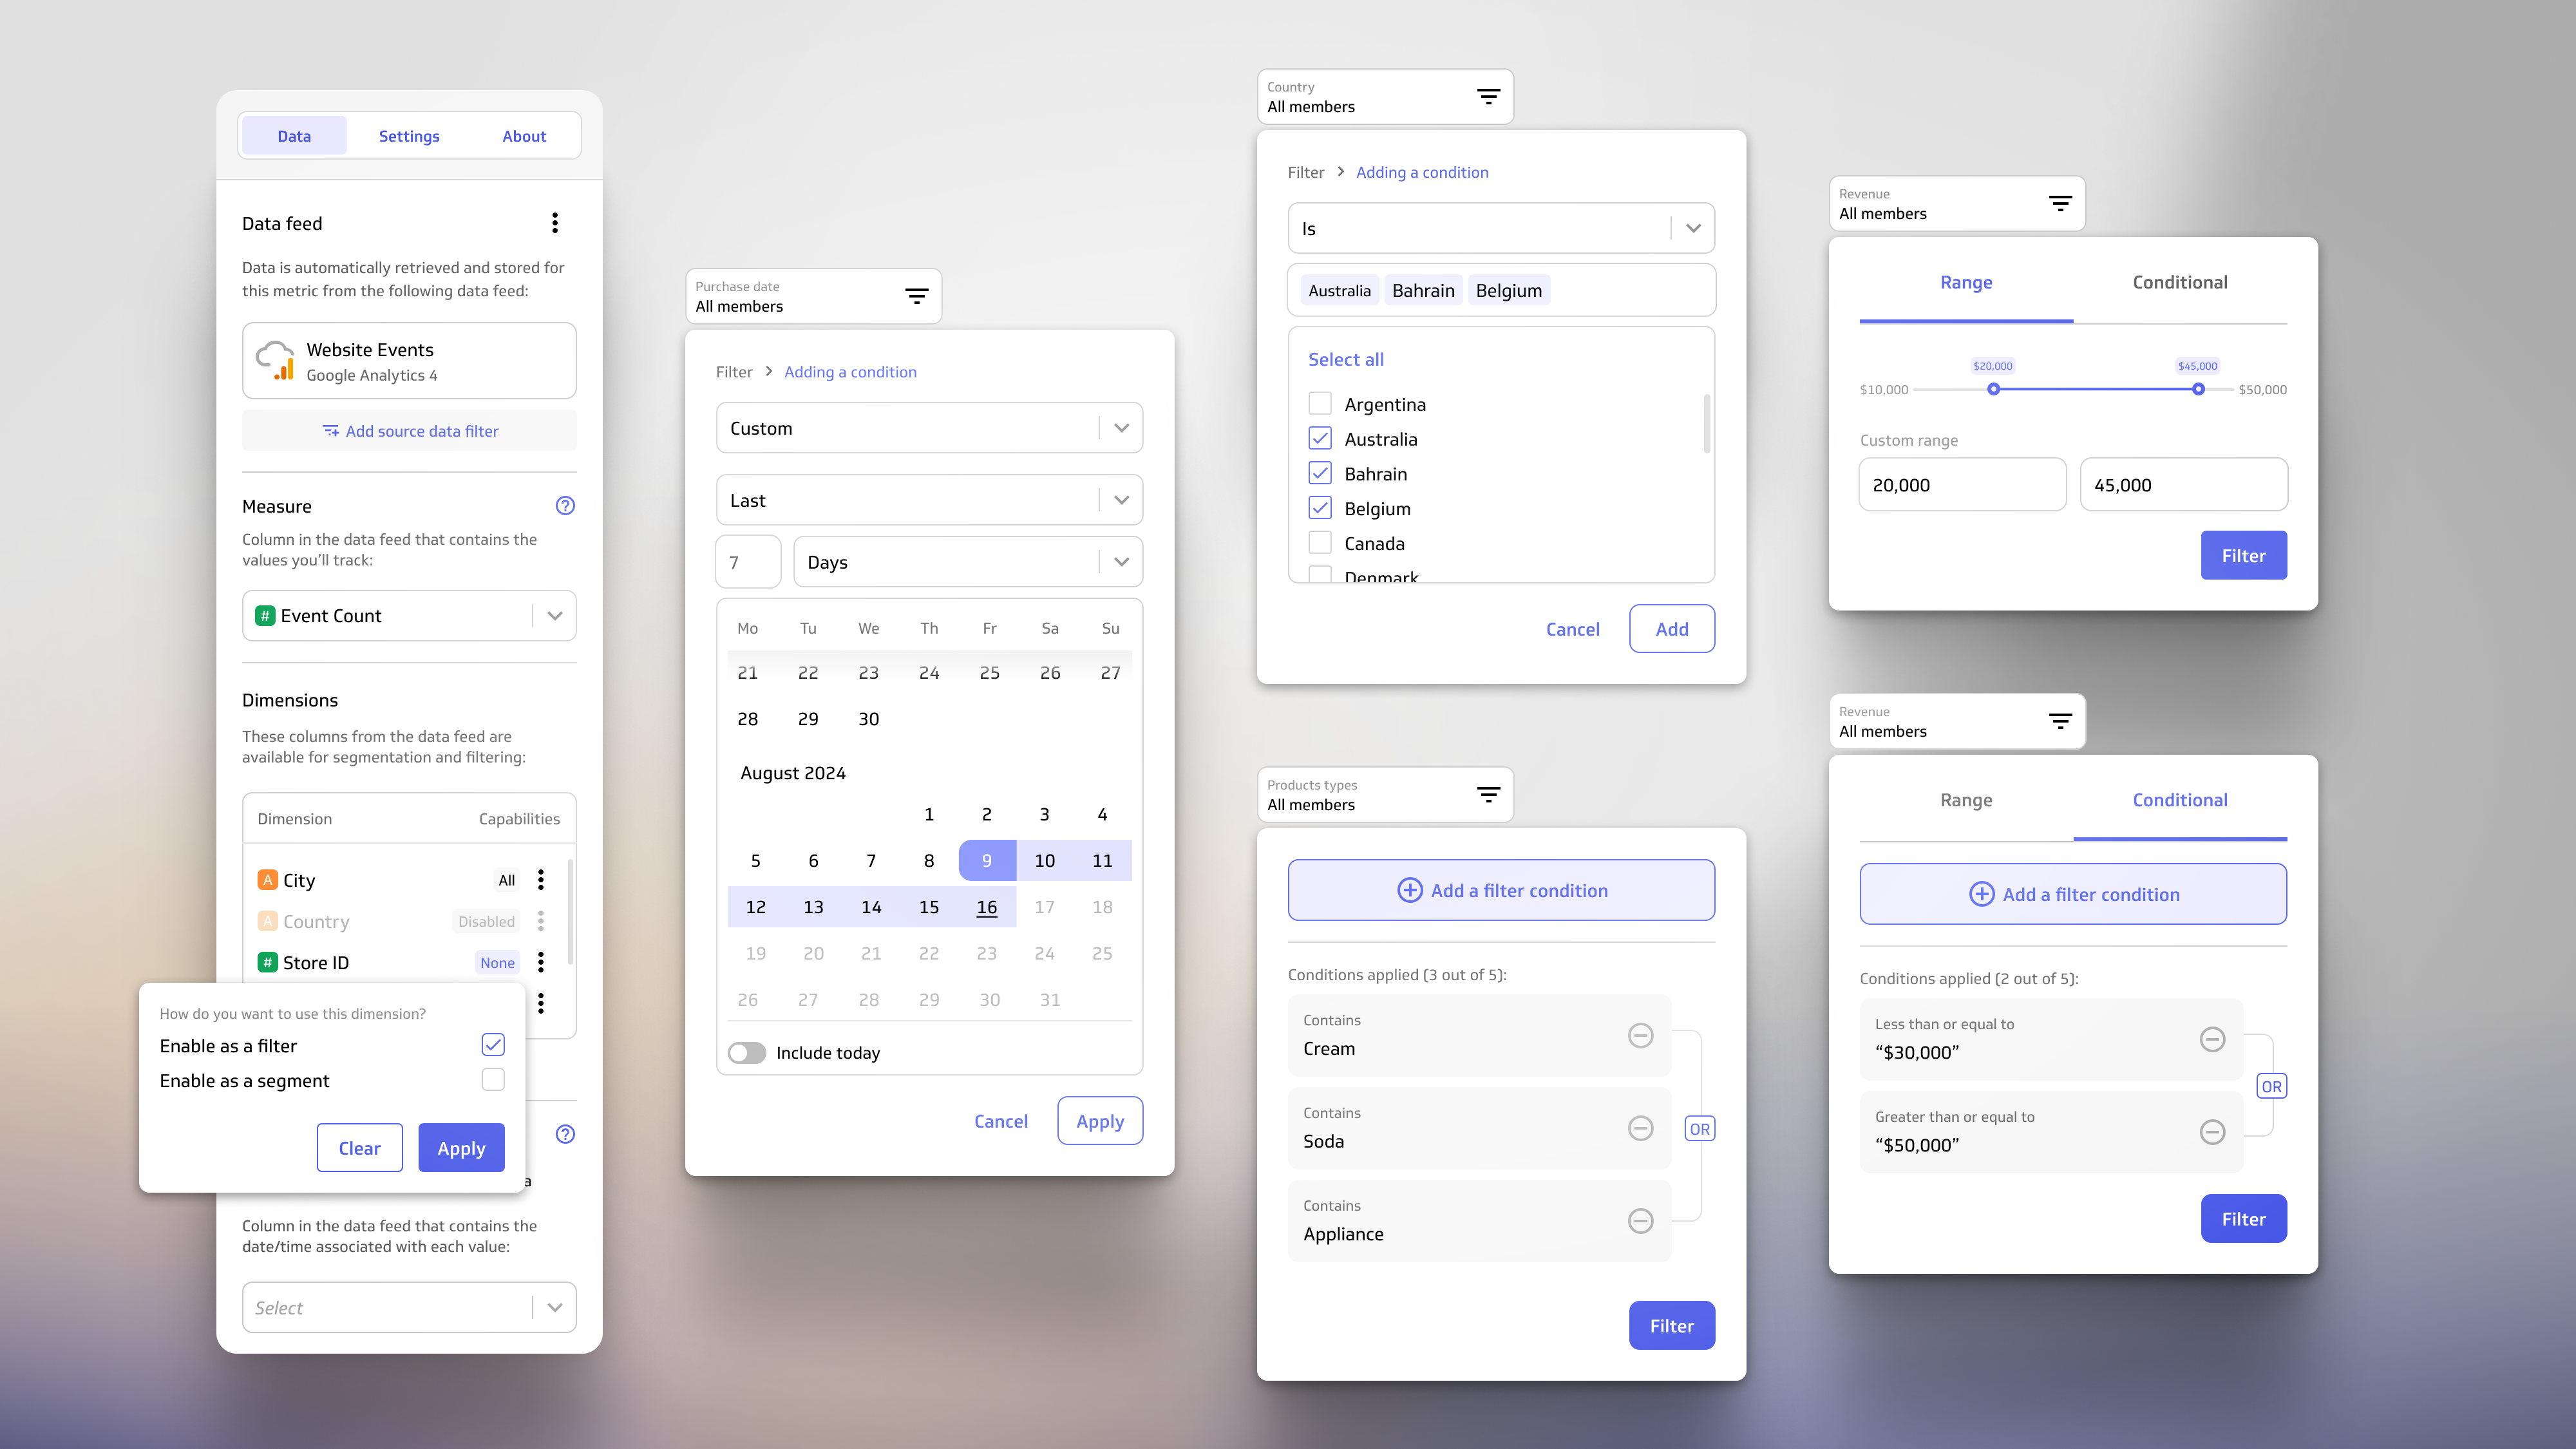 Data Settings About
Data feed
Data is automatically retrieved and stored for
this metric from the following data feed:
Website Events
Google Analytics 4
Add source data filter
Measure
Column in the data feed that contains the
values you'll track:
# Event Count
Dimensions
These columns from the data feed are
available for segmentation and filtering:
Dimension Capabilities
A City All
A Country Disabled
# Store ID None
How do you want to use this dimension?
Enable as a filter
Enable as a segment
Clear Apply
a
Column in the data feed that contains the
date/time associated with each value:
Select
Purchase date
All members
Filter > Adding a condition
Custom
Last
7 Days
Mo Tu We Th Fr Sa Su
21 22 23 24 25 26 27
28 29 30
August 2024
1 2 3 4
5 6 7 8 9 10 11
12 13 14 15 16 17 18
19 20 21 22 23 24 25
26 27 28 29 30 31
Include today
Cancel Apply
Country
All members
Filter > Adding a condition
Is
Australia Bahrain Belgium
Select all
Argentina
Australia
Bahrain
Belgium
Canada
Denmark
Cancel Add
Products types
All members
Add a filter condition
Conditions applied (3 out of 5):
Contains
Cream
Contains
Soda
OR
Contains
Appliance
Filter
Revenue
All members
Range Conditional
$20,000 $45,000
$10,000 $50,000
Custom range
20,000 45,000
Filter
Revenue
All members
Range Conditional
Add a filter condition
Conditions applied (2 out of 5):
Less than or equal to
“$30,000”
OR
Greater than or equal to
“$50,000”
Filter